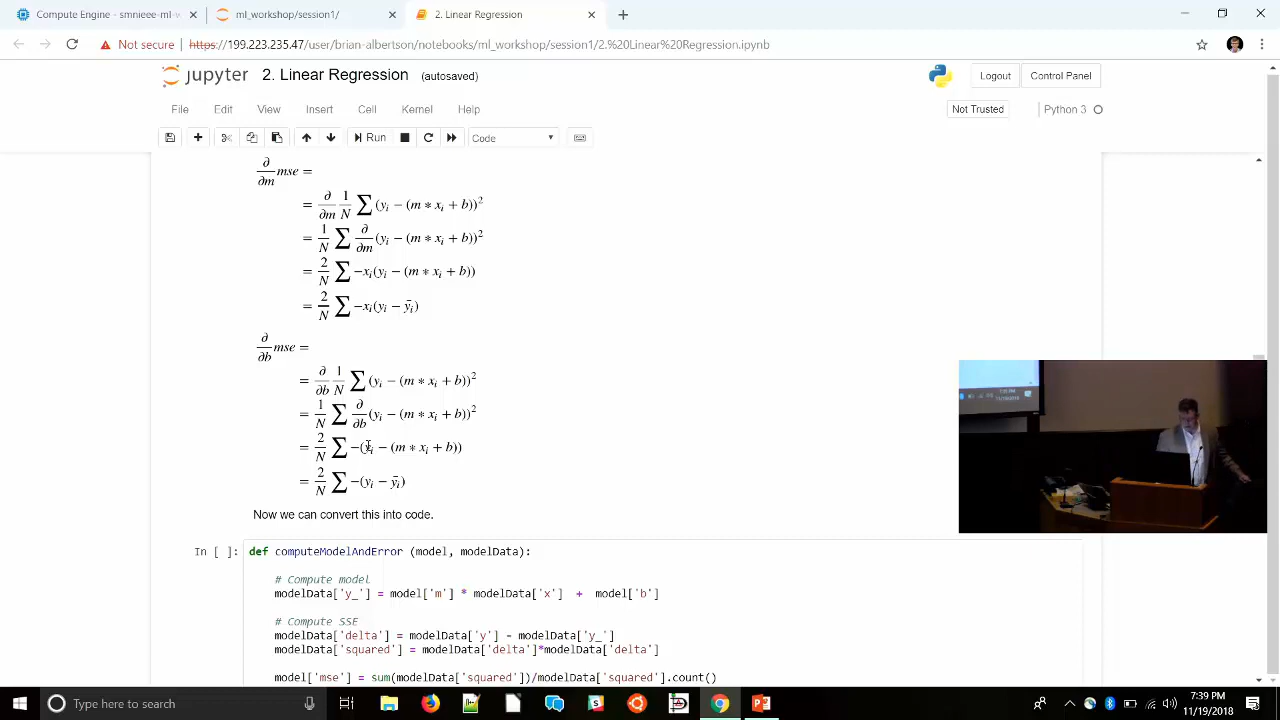 Compute Engine - smnieee-ml-w
ml_workshop/session1/
2. Linear Regression
Not secure https://199.223.235.47/user/brian-albertson/notebooks/ml_workshop/session1/2.%20Linear%20Regression.ipynb
jupyter 2. Linear Regression (autosaved)
Logout Control Panel
File Edit View Insert Cell Kernel Help
Not Trusted Python 3
Run Code
∂/∂m mse =
= ∂/∂m 1/N ∑ (yᵢ − (m ∗ xᵢ + b))²
= 1/N ∑ ∂/∂m (yᵢ − (m ∗ xᵢ + b))²
= 2/N ∑ −xᵢ(yᵢ − (m ∗ xᵢ + b))
= 2/N ∑ −xᵢ(yᵢ − ȳᵢ)
∂/∂b mse =
= ∂/∂b 1/N ∑ (yᵢ − (m ∗ xᵢ + b))²
= 1/N ∑ ∂/∂b (yᵢ − (m ∗ xᵢ + b))²
= 2/N ∑ −(yᵢ − (m ∗ xᵢ + b))
= 2/N ∑ −(yᵢ − ȳᵢ)
Now we can convert this into code.
In [ ]: def computeModelAndError (model, modelData):
# Compute model
modelData['y_'] = model['m'] * modelData['x'] + model['b']
# Compute SSE
modelData['delta'] = modelData['y'] - modelData['y_']
modelData['squared'] = modelData['delta']*modelData['delta']
model['mse'] = sum(modelData['squared'])/modelData['squared'].count()
Type here to search
7:39 PM
11/19/2018